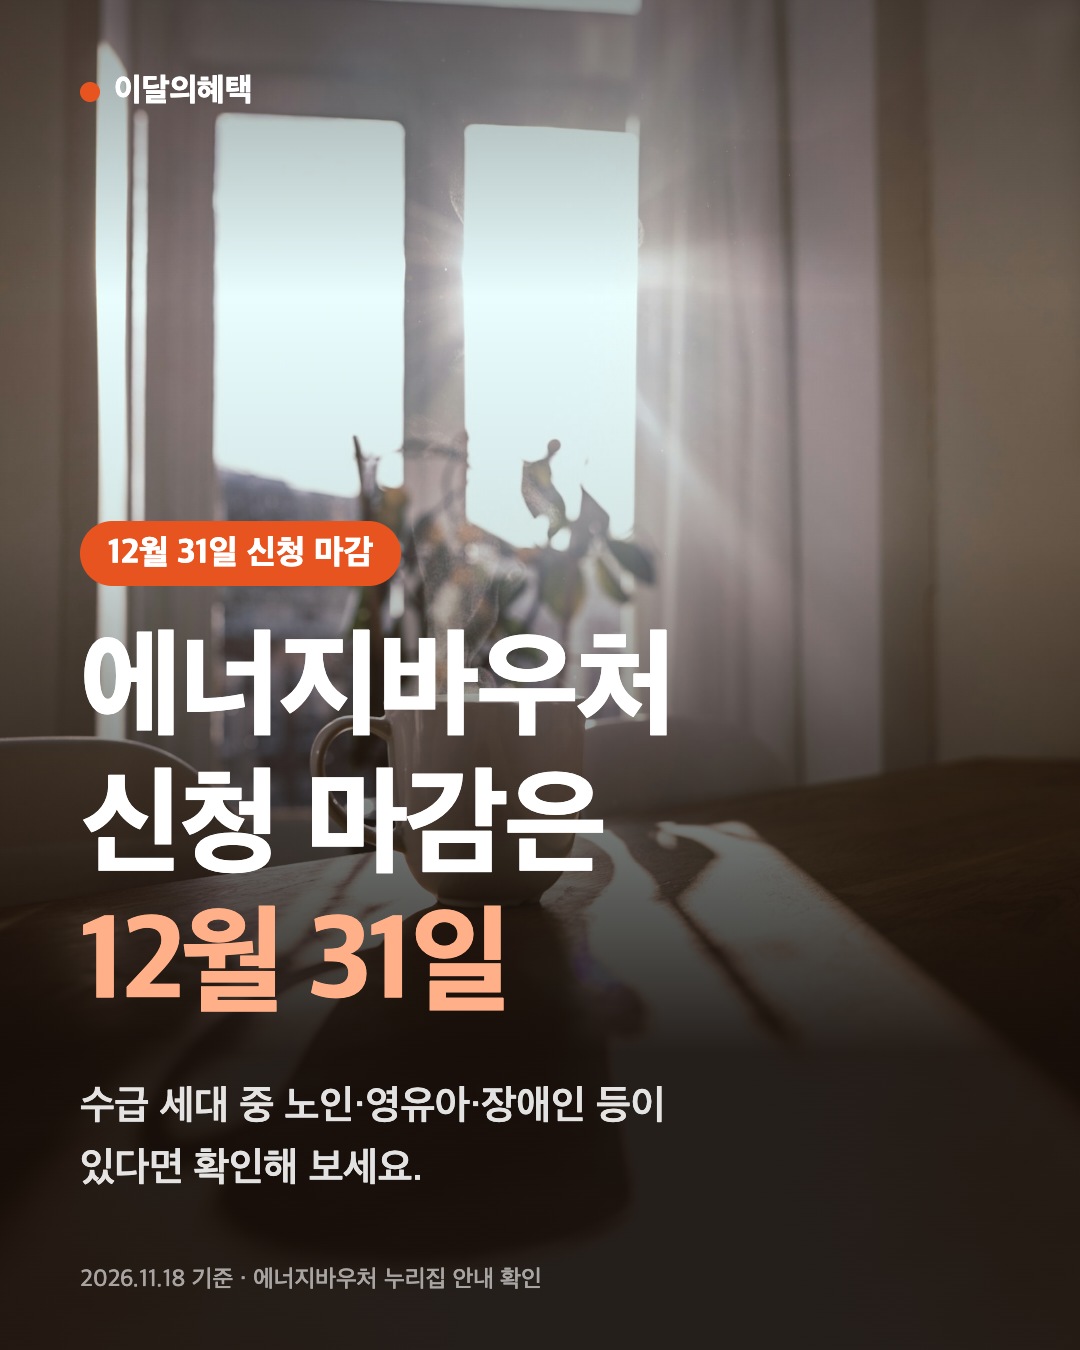 이달의혜택
12월 31일 신청 마감
에너지바우처
신청 마감은
12월 31일
수급 세대 중 노인·영유아·장애인 등이
있다면 확인해 보세요.
2026.11.18 기준 · 에너지바우처 누리집 안내 확인